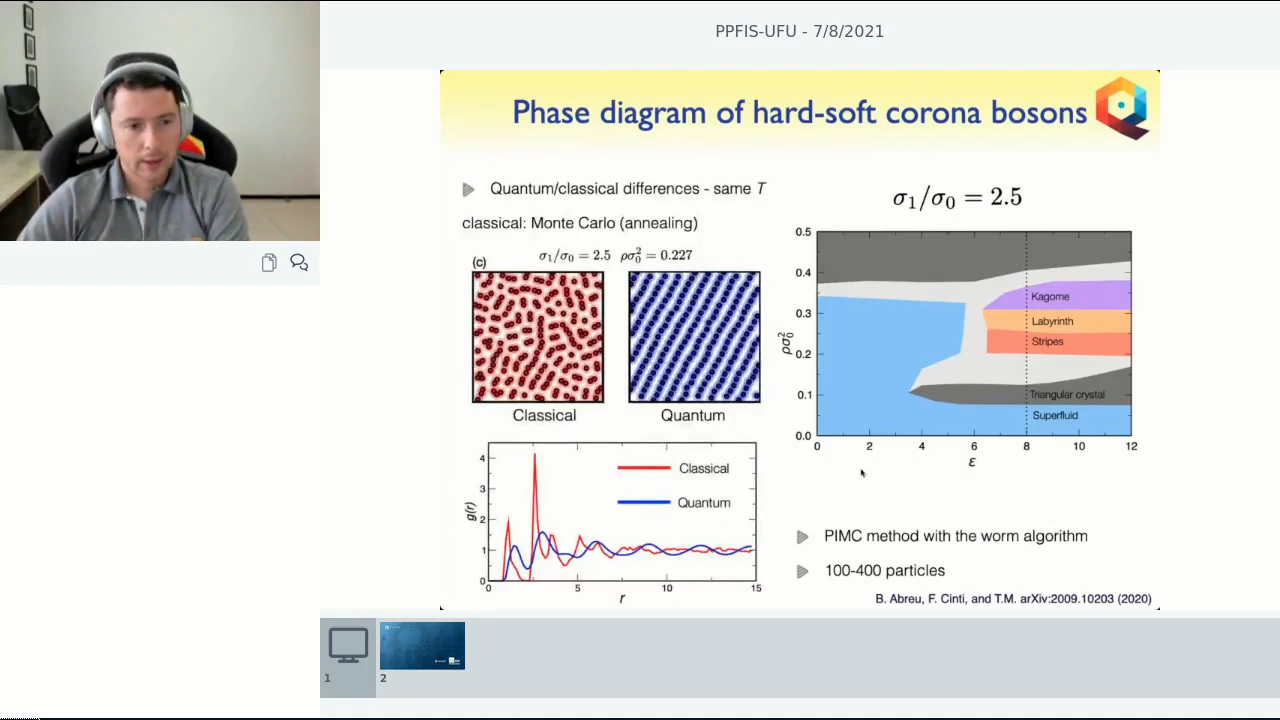 PPFIS-UFU - 7/8/2021
Phase diagram of hard-soft corona bosons
Quantum/classical differences - same T
classical: Monte Carlo (annealing)
(c)
σ₁/σ₀ = 2.5 ρσ₀² = 0.227
Classical
Quantum
4
3
2
1
0
g(r)
Classical
Quantum
0
5
10
15
r
σ₁/σ₀ = 2.5
0.5
0.4
0.3
0.2
0.1
0.0
ρσ₀²
Kagome
Labyrinth
Stripes
Triangular crystal
Superfluid
0
2
4
6
8
10
12
ε
PIMC method with the worm algorithm
100-400 particles
B. Abreu, F. Cinti, and T.M. arXiv:2009.10203 (2020)
1
2